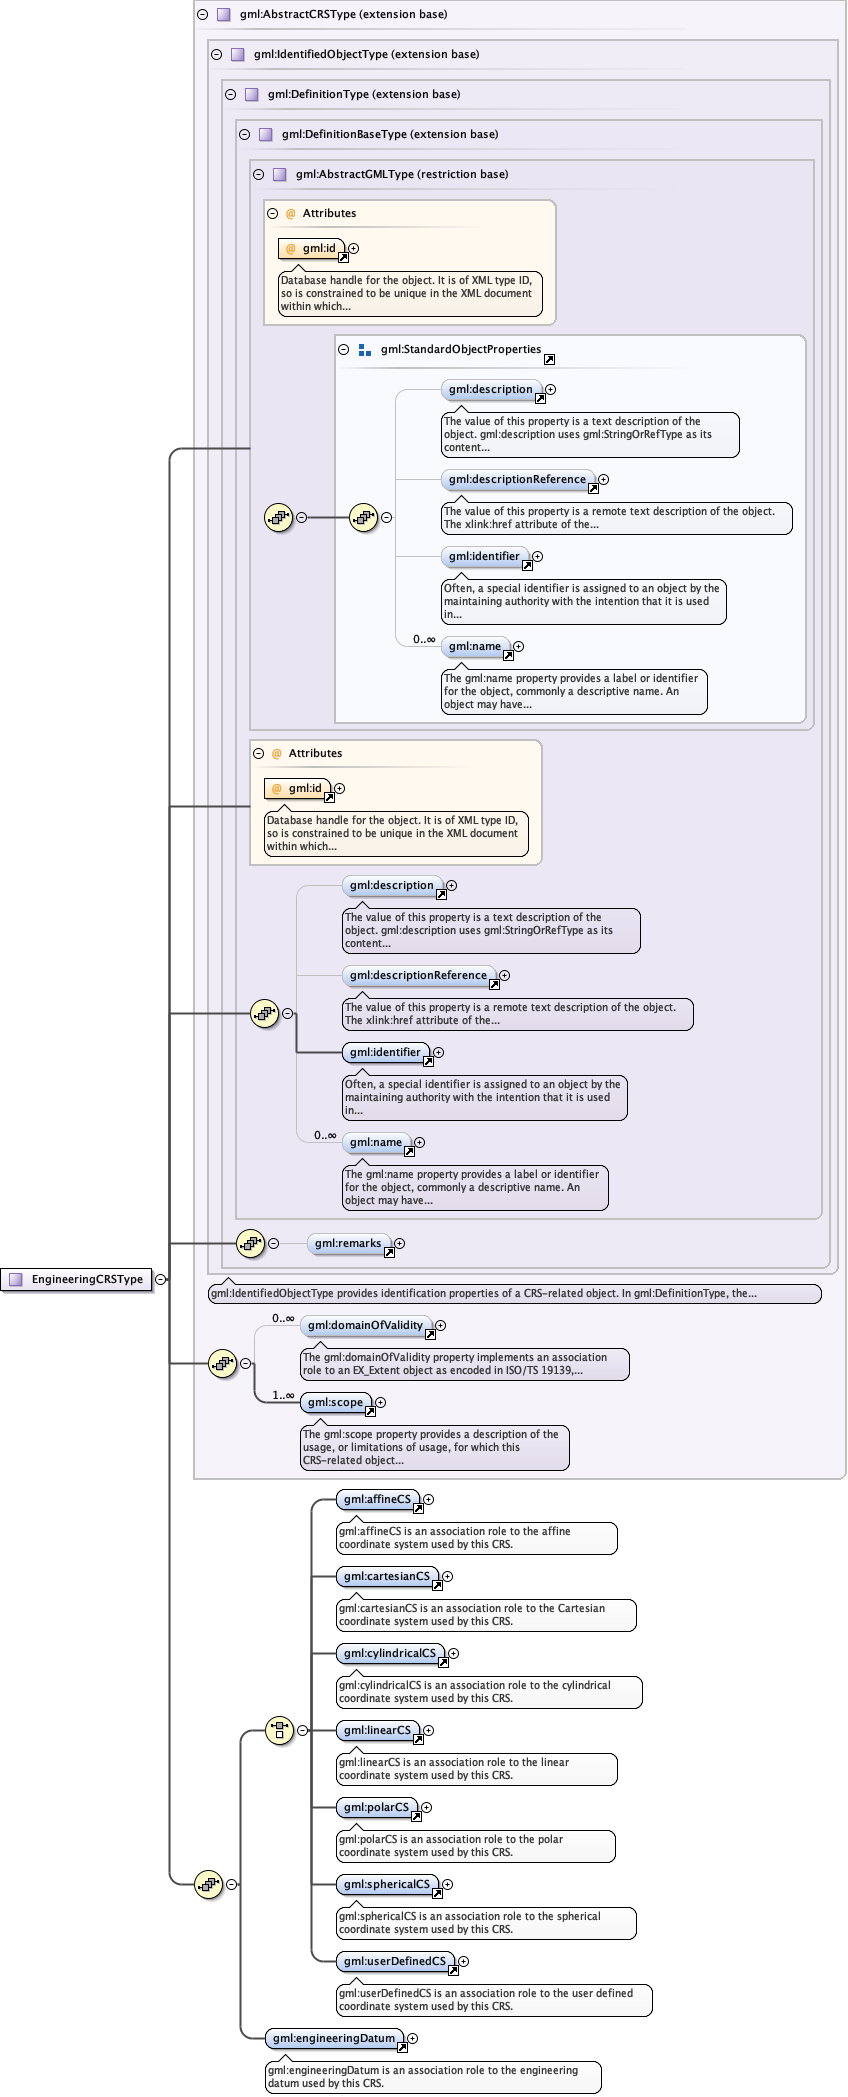 gml:AbstractCRSType (extension base)
gml:IdentifiedObjectType (extension base)
gml:DefinitionType (extension base)
gml:DefinitionBaseType (extension base)
gml:AbstractGMLType (restriction base)
@ Attributes
@ gml:id
Database handle for the object. It is of XML type ID,
so is constrained to be unique in the XML document
within which...
gml:StandardObjectProperties
gml:description
The value of this property is a text description of the
object. gml:description uses gml:StringOrRefType as its
content...
gml:descriptionReference
The value of this property is a remote text description of the object.
The xlink:href attribute of the...
gml:identifier
Often, a special identifier is assigned to an object by the
maintaining authority with the intention that it is used
in...
0..∞
gml:name
The gml:name property provides a label or identifier
for the object, commonly a descriptive name. An
object may have...
@ Attributes
@ gml:id
Database handle for the object. It is of XML type ID,
so is constrained to be unique in the XML document
within which...
gml:description
The value of this property is a text description of the
object. gml:description uses gml:StringOrRefType as its
content...
gml:descriptionReference
The value of this property is a remote text description of the object.
The xlink:href attribute of the...
gml:identifier
Often, a special identifier is assigned to an object by the
maintaining authority with the intention that it is used
in...
0..∞
gml:name
The gml:name property provides a label or identifier
for the object, commonly a descriptive name. An
object may have...
gml:remarks
EngineeringCRSType
gml:IdentifiedObjectType provides identification properties of a CRS-related object. In gml:DefinitionType, the...
0..∞
gml:domainOfValidity
The gml:domainOfValidity property implements an association
role to an EX_Extent object as encoded in ISO/TS 19139,...
1..∞
gml:scope
The gml:scope property provides a description of the
usage, or limitations of usage, for which this
CRS-related object...
gml:affineCS
gml:affineCS is an association role to the affine
coordinate system used by this CRS.
gml:cartesianCS
gml:cartesianCS is an association role to the Cartesian
coordinate system used by this CRS.
gml:cylindricalCS
gml:cylindricalCS is an association role to the cylindrical
coordinate system used by this CRS.
gml:linearCS
gml:linearCS is an association role to the linear
coordinate system used by this CRS.
gml:polarCS
gml:polarCS is an association role to the polar
coordinate system used by this CRS.
gml:sphericalCS
gml:sphericalCS is an association role to the spherical
coordinate system used by this CRS.
gml:userDefinedCS
gml:userDefinedCS is an association role to the user defined
coordinate system used by this CRS.
gml:engineeringDatum
gml:engineeringDatum is an association role to the engineering
datum used by this CRS.